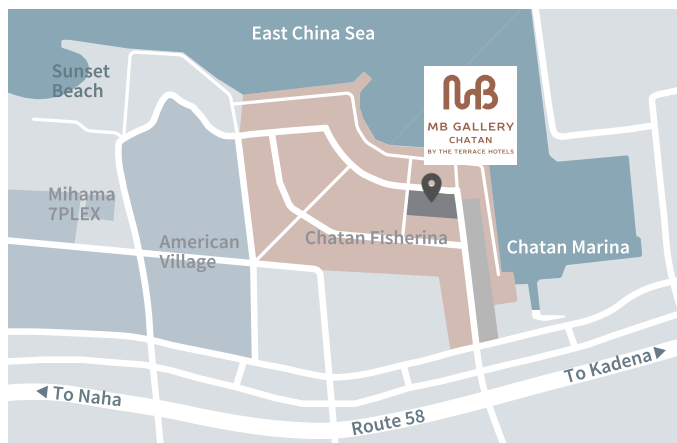 East China Sea
Sunset
Beach
MB
MB GALLERY
CHATAN
BY THE TERRACE HOTELS
Mihama
7PLEX
American
Village
Chatan Fisherina
Chatan Marina
To Kadena
To Naha
Route 58